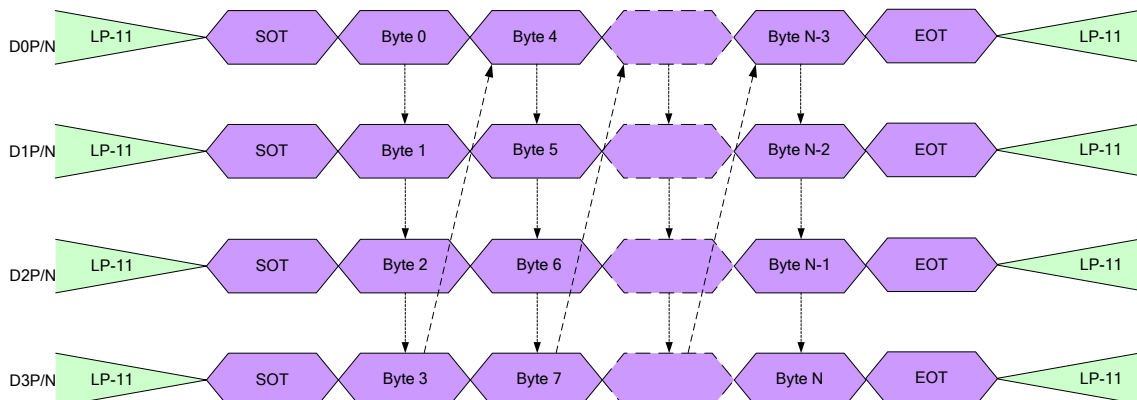 D0P/N LP-11 SOT Byte 0 Byte 4 Byte N-3 EOT LP-11
D1P/N LP-11 SOT Byte 1 Byte 5 Byte N-2 EOT LP-11
D2P/N LP-11 SOT Byte 2 Byte 6 Byte N-1 EOT LP-11
D3P/N LP-11 SOT Byte 3 Byte 7 Byte N EOT LP-11